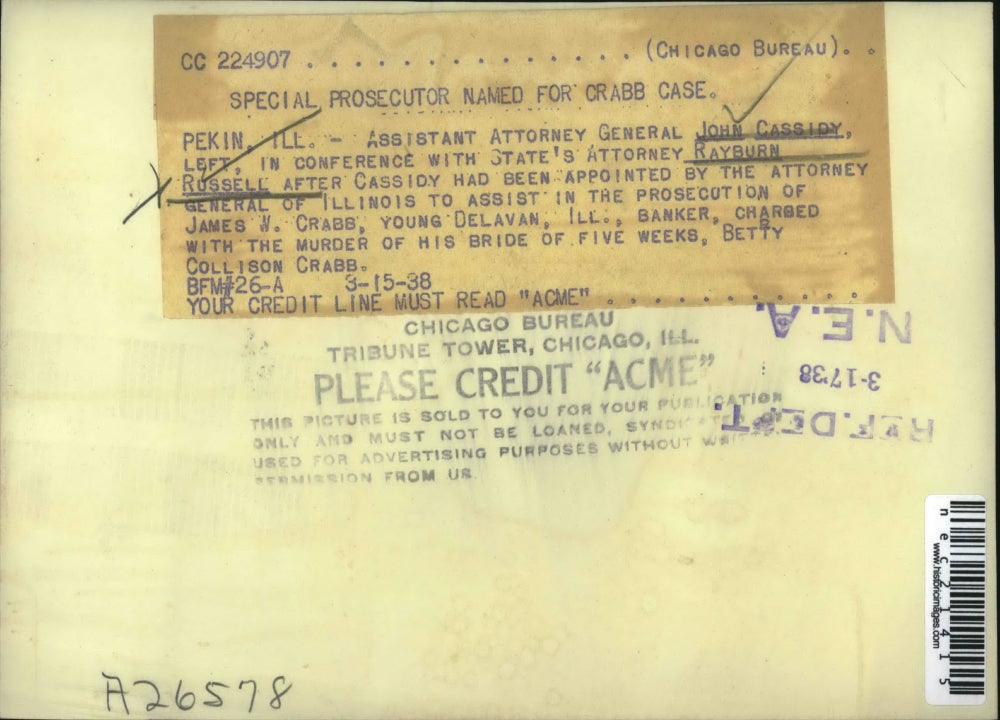 CC 224907 . . . . . . . . . . . . . . . (CHICAGO BUREAU). .
SPECIAL PROSECUTOR NAMED FOR CRABB CASE.
PEKIN, ILL. - ASSISTANT ATTORNEY GENERAL JOHN CASSIDY,
LEFT, IN CONFERENCE WITH STATE'S ATTORNEY RAYBURN
RUSSELL AFTER CASSIDY HAD BEEN APPOINTED BY THE ATTORNEY
GENERAL OF ILLINOIS TO ASSIST IN THE PROSECUTION OF
JAMES W. CRABB, YOUNG DELAVAN, ILL., BANKER, CHARGED
WITH THE MURDER OF HIS BRIDE OF FIVE WEEKS, BETTY
COLLISON CRABB.
BFM#26-A 3-15-38
YOUR CREDIT LINE MUST READ "ACME" . . . . . . . . . . .
CHICAGO BUREAU
TRIBUNE TOWER, CHICAGO, ILL.
PLEASE CREDIT "ACME"
THIS PICTURE IS SOLD TO YOU FOR YOUR PUBLICATION
ONLY AND MUST NOT BE LOANED,
USED FOR ADVERTISING PURPOSES WITHOUT
PERMISSION FROM US
REF. DEPT.
3-17'38
N.E.A.
nec21415
www.historicimages.com
A26578